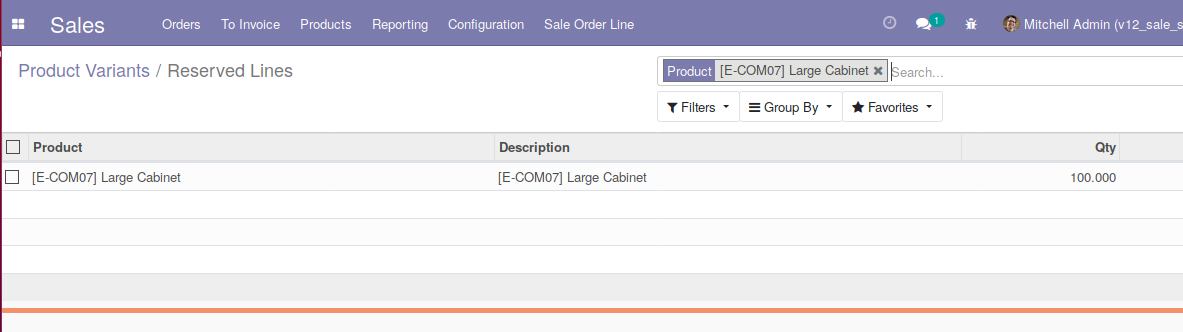 Sales Orders To Invoice Products Reporting Configuration Sale Order Line 1 Mitchell Admin (v12_sale_s
Product Variants / Reserved Lines
Product [E-COM07] Large Cabinet Search...
Filters Group By Favorites
Product Description Qty
[E-COM07] Large Cabinet [E-COM07] Large Cabinet 100.000